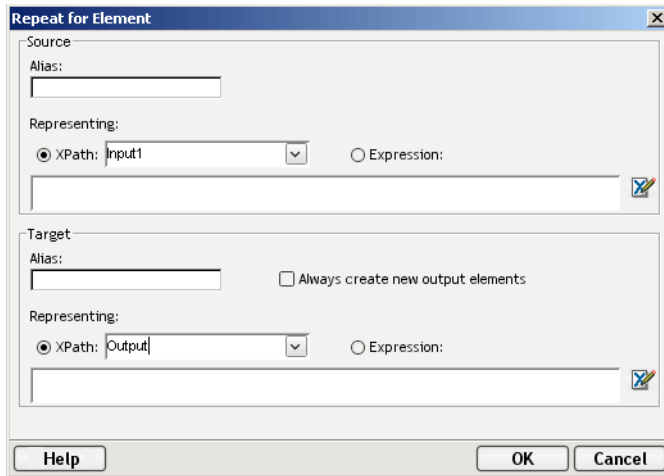 Repeat for Element
Source
Alias:
Representing:
XPath: Input1 Expression:
Target
Alias:
Always create new output elements
Representing:
XPath: Output Expression:
Help OK Cancel